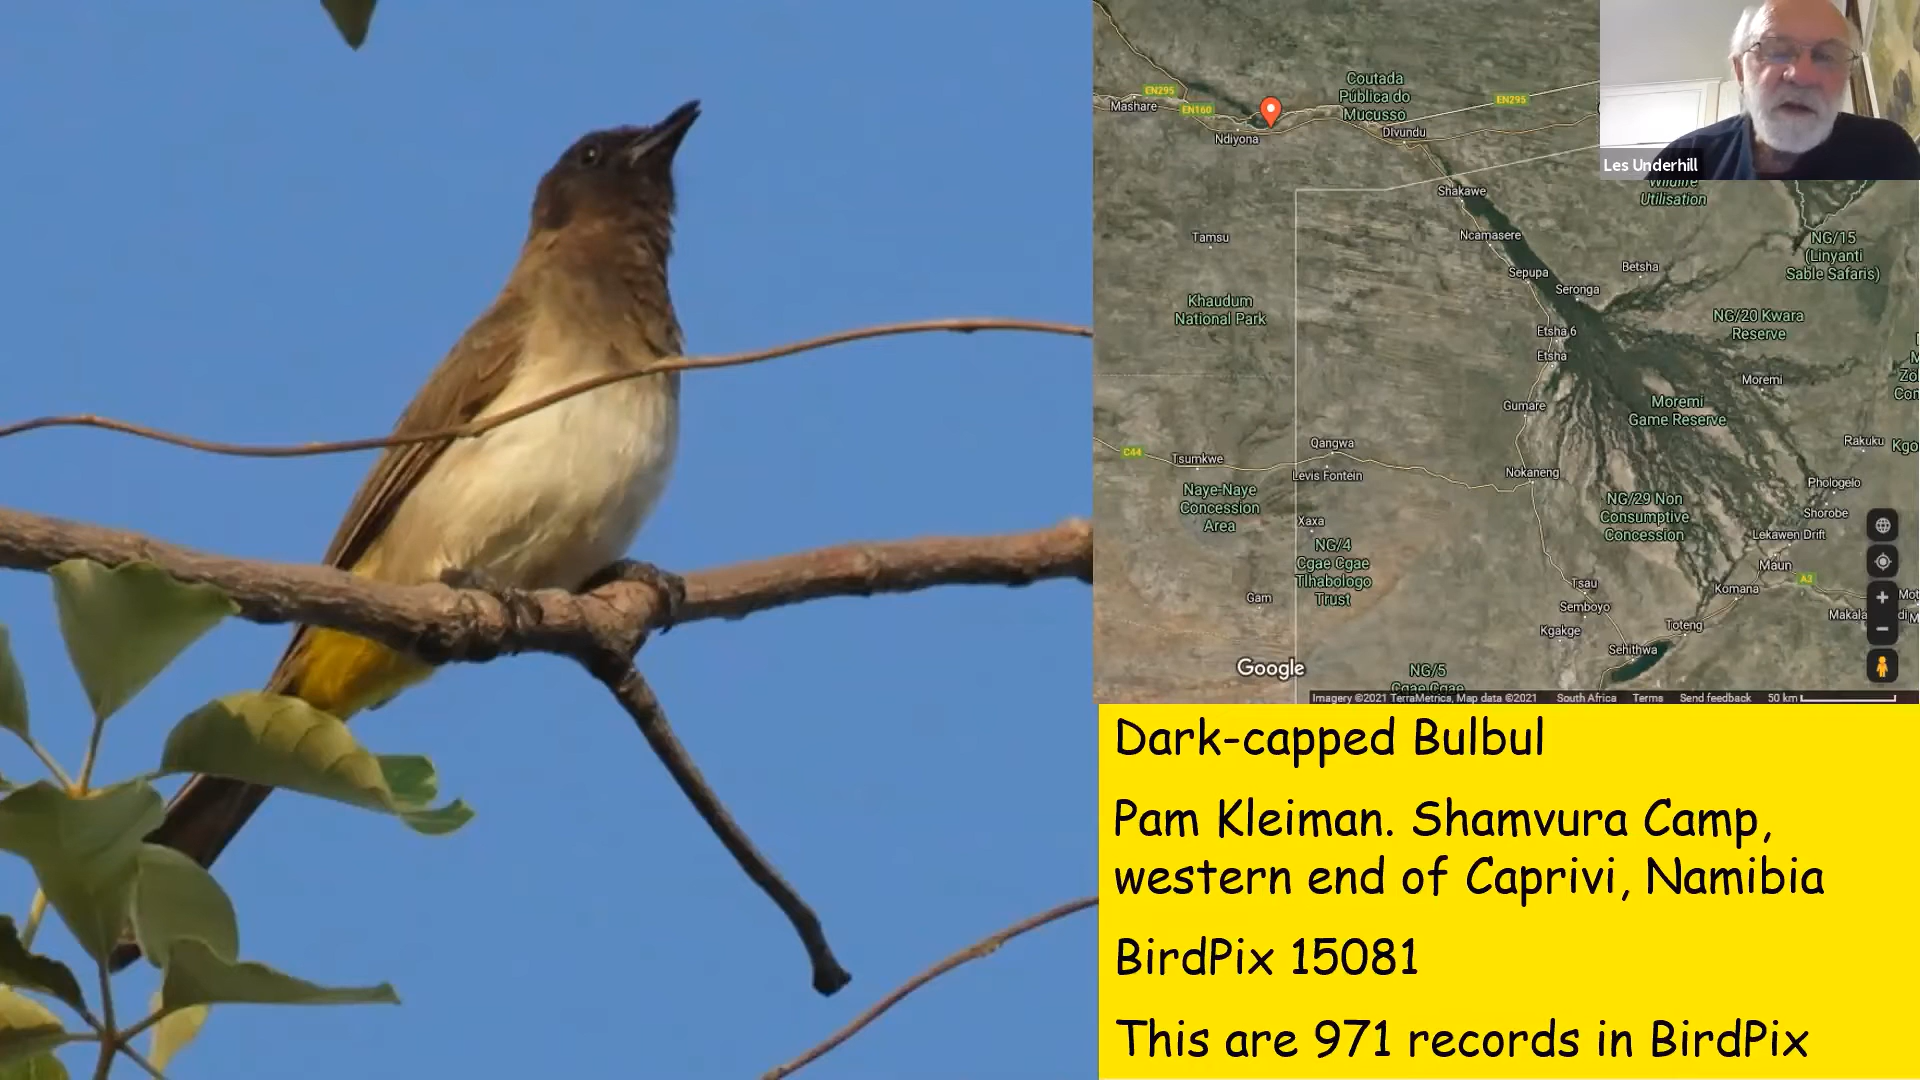 EN295
Mashare
EN160
Ndiyona
Coutada
Pública do
Mucusso
EN295
Divundu
Les Underhill
Wildlife
Utilisation
Shakawe
Tamsu
Ncamasere
NG/15
(Linyanti
Sable Safaris)
Sepupa
Betsha
Seronga
Khaudum
National Park
NG/20 Kwara
Reserve
Etsha 6
Etsha
Moremi
Gumare
Moremi
Game Reserve
C44
Tsumkwe
Qangwa
Levis Fontein
Nokaneng
Rakuku
Naye-Naye
Concession
Area
Phologelo
NG/29 Non
Consumptive
Concession
Shorobe
Xaxa
Lekawen Drift
NG/4
Cgae Cgae
Tlhabologo
Trust
Maun
A3
Tsau
Komana
Gam
Semboyo
Makala
Kgakge
Toteng
Sehithwa
Google
NG/5
Cgae Cgae
Imagery ©2021 TerraMetrics, Map data ©2021 South Africa Terms Send feedback 50 km
Dark-capped Bulbul
Pam Kleiman. Shamvura Camp,
western end of Caprivi, Namibia
BirdPix 15081
This are 971 records in BirdPix